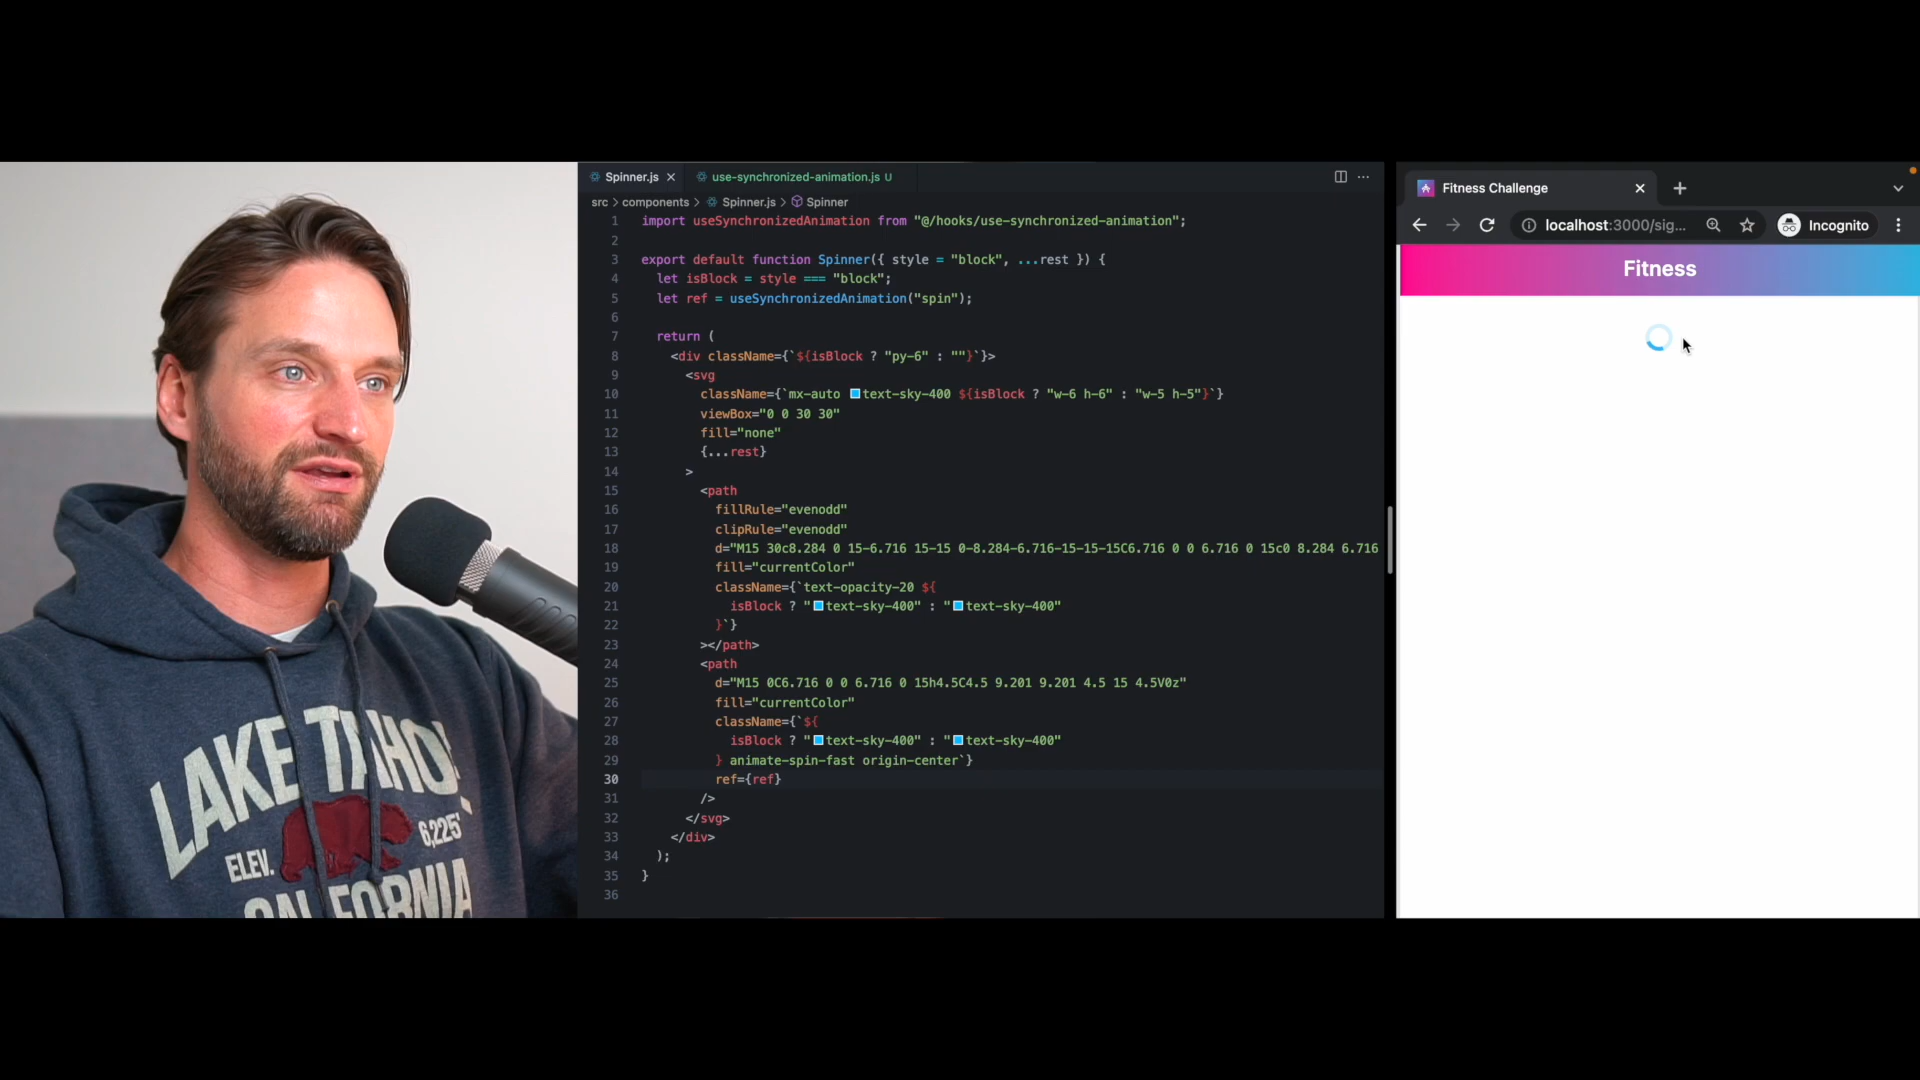 LAKE TAHO
ELEV.
6,225'
CALIFORNIA
Spinner.js
use-synchronized-animation.js U
src > components > Spinner.js > Spinner
1 import useSynchronizedAnimation from "@/hooks/use-synchronized-animation";
2
3 export default function Spinner({ style = "block", ...rest }) {
4 let isBlock = style === "block";
5 let ref = useSynchronizedAnimation("spin");
6
7 return (
8 <div className={`${isBlock ? "py-6" : ""}`}>
9 <svg
10 className={`mx-auto text-sky-400 ${isBlock ? "w-6 h-6" : "w-5 h-5"}`}
11 viewBox="0 0 30 30"
12 fill="none"
13 {...rest}
14 >
15 <path
16 fillRule="evenodd"
17 clipRule="evenodd"
18 d="M15 30c8.284 0 15-6.716 15-15 0-8.284-6.716-15-15-15C6.716 0 0 6.716 0 15c0 8.284 6.716
19 fill="currentColor"
20 className={`text-opacity-20 ${
21 isBlock ? "text-sky-400" : "text-sky-400"
22 }`}
23 ></path>
24 <path
25 d="M15 0C6.716 0 0 6.716 0 15h4.5C4.5 9.201 9.201 4.5 15 4.5V0z"
26 fill="currentColor"
27 className={`${
28 isBlock ? "text-sky-400" : "text-sky-400"
29 } animate-spin-fast origin-center`}
30 ref={ref}
31 />
32 </svg>
33 </div>
34 );
35 }
36
Fitness Challenge
localhost:3000/sig...
Incognito
Fitness